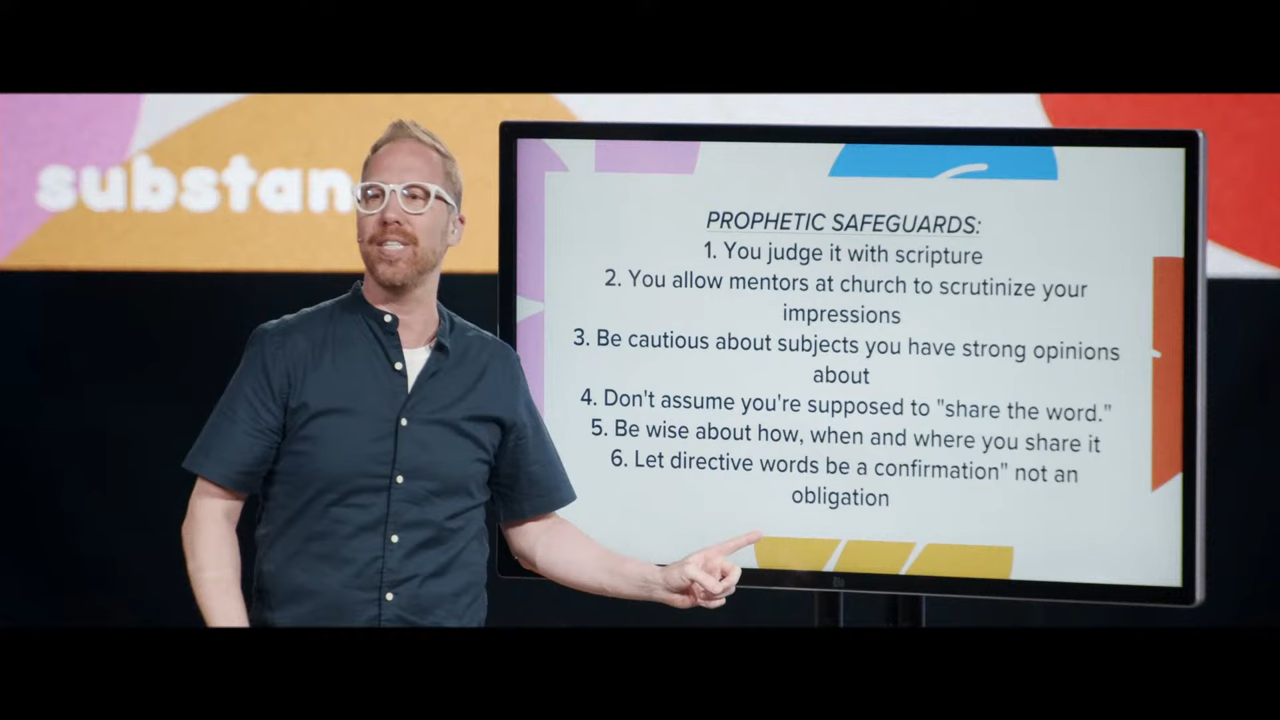 substan
PROPHETIC SAFEGUARDS:
1. You judge it with scripture
2. You allow mentors at church to scrutinize your
impressions
3. Be cautious about subjects you have strong opinions
about
4. Don't assume you're supposed to "share the word."
5. Be wise about how, when and where you share it
6. Let directive words be a confirmation" not an
obligation
elo